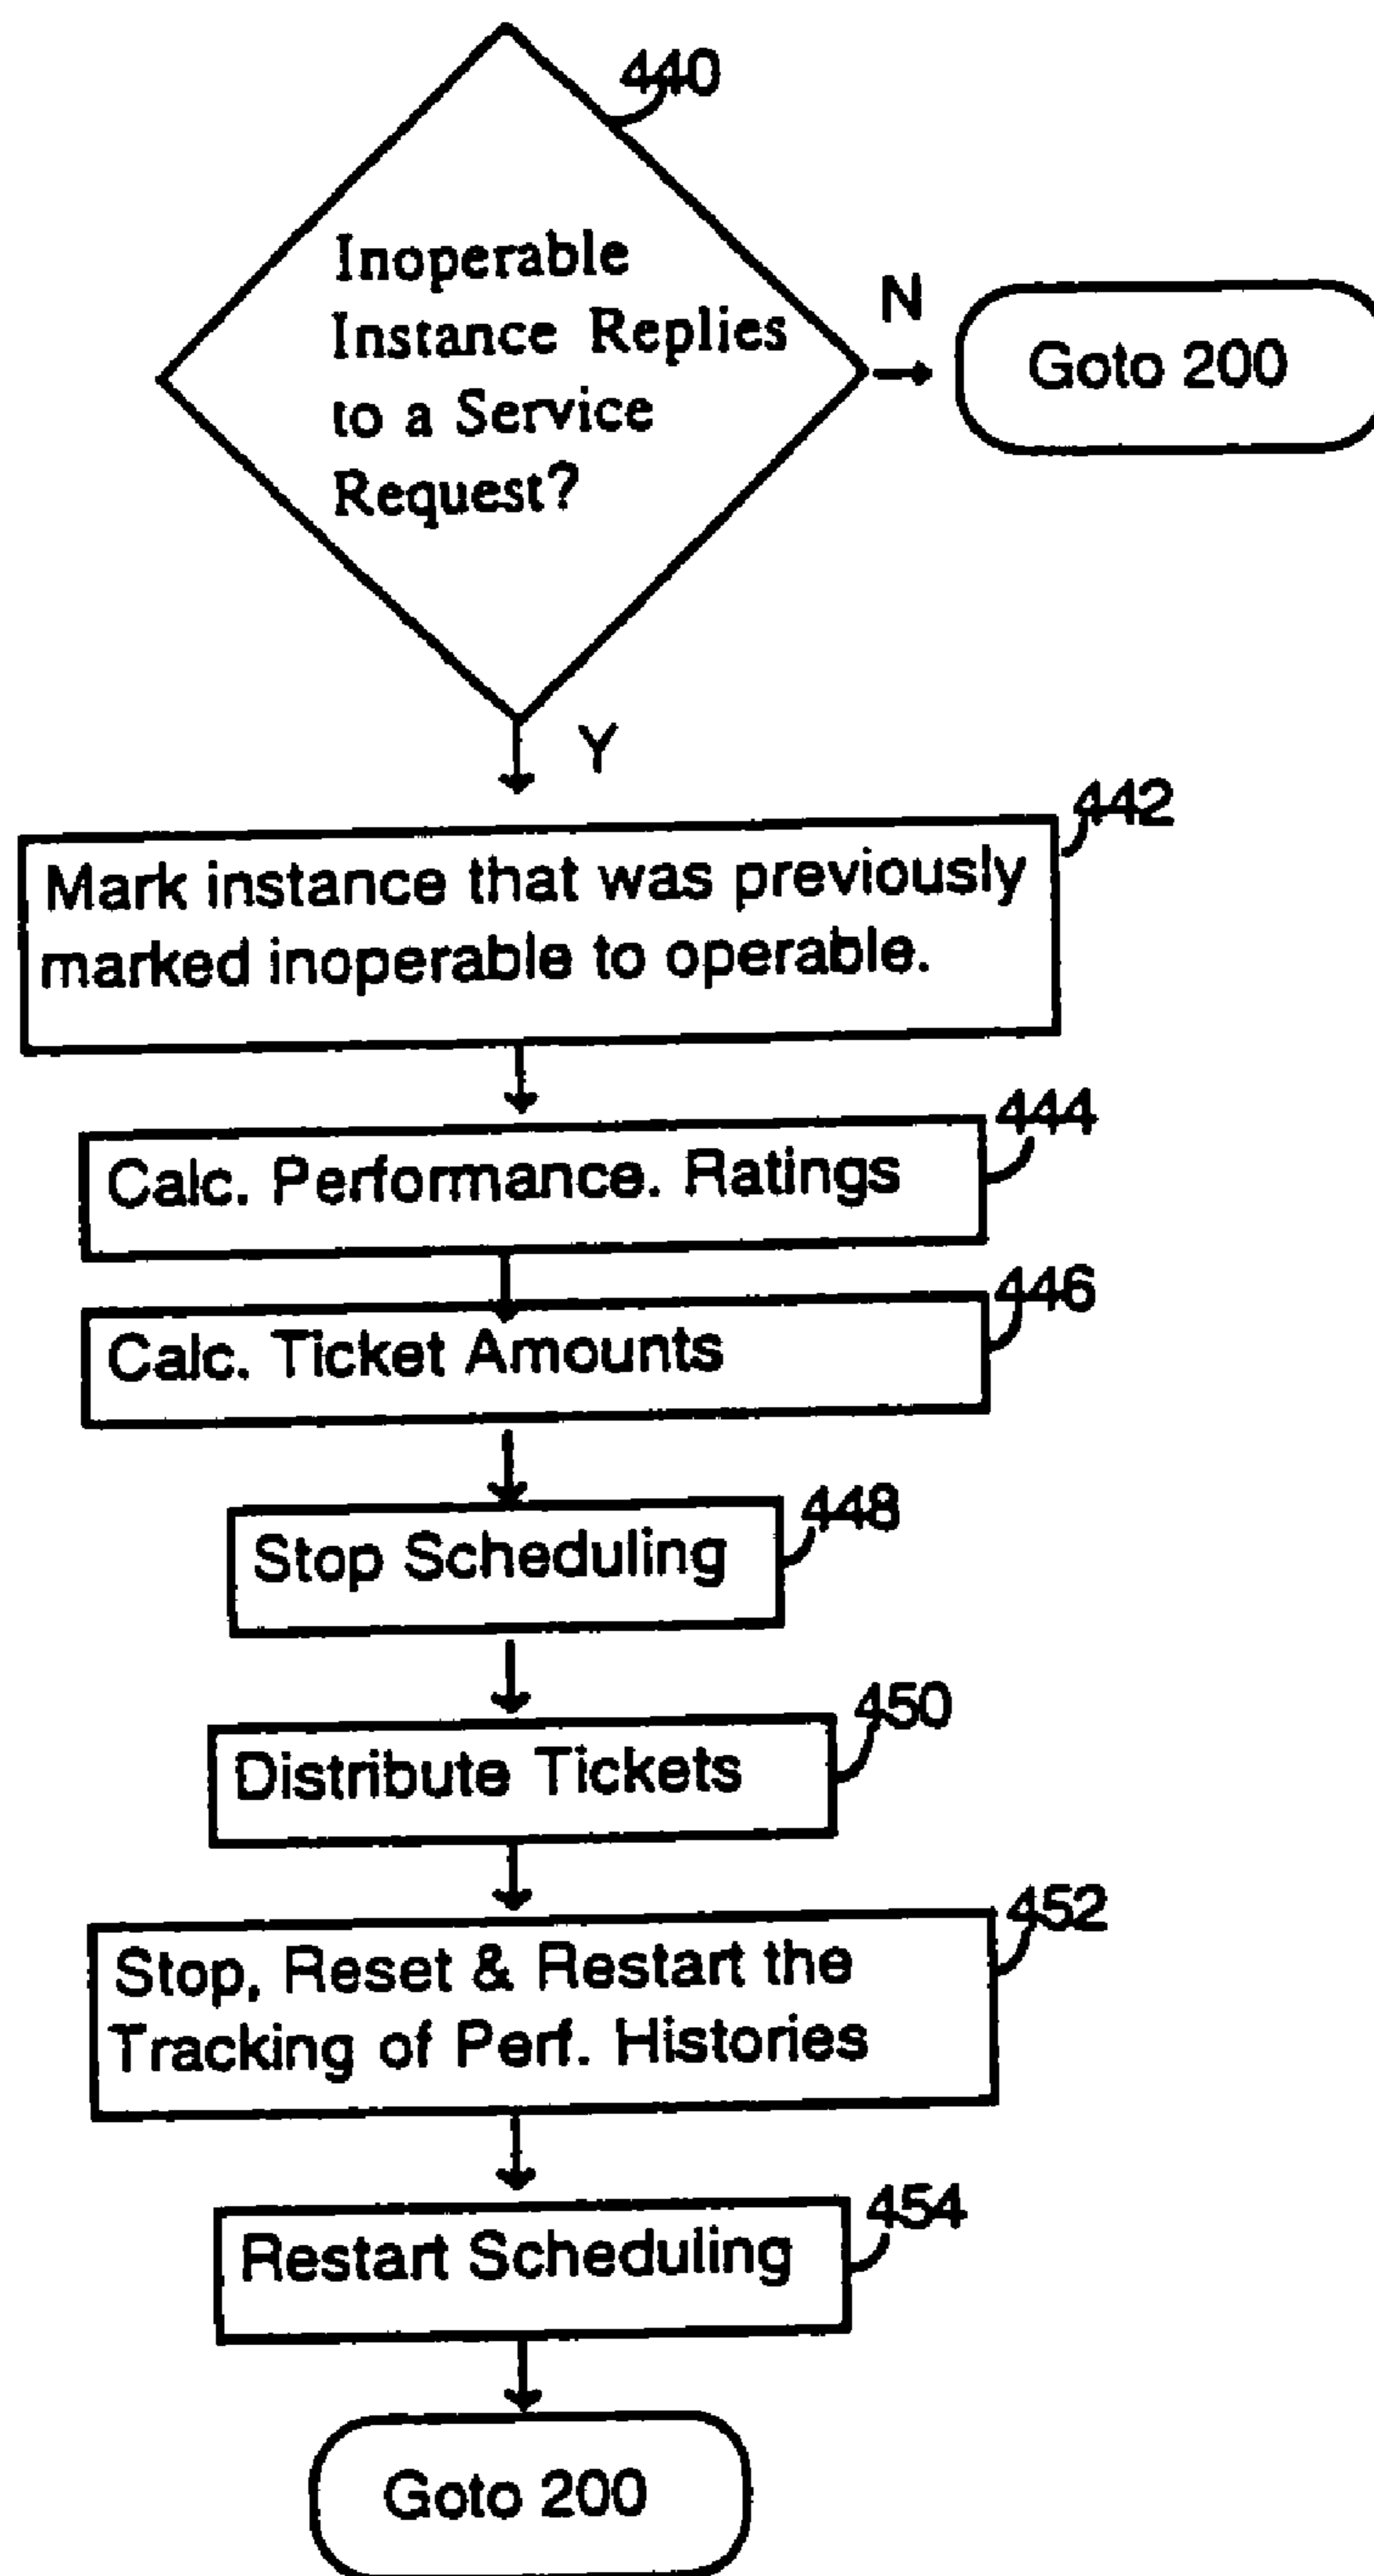 440
Inoperable
Instance Replies
to a Service
Request?
N
Goto 200
Y
442
Mark instance that was previously
marked inoperable to operable.
444
Calc. Performance. Ratings
446
Calc. Ticket Amounts
448
Stop Scheduling
450
Distribute Tickets
452
Stop, Reset & Restart the
Tracking of Perf. Histories
454
Restart Scheduling
Goto 200